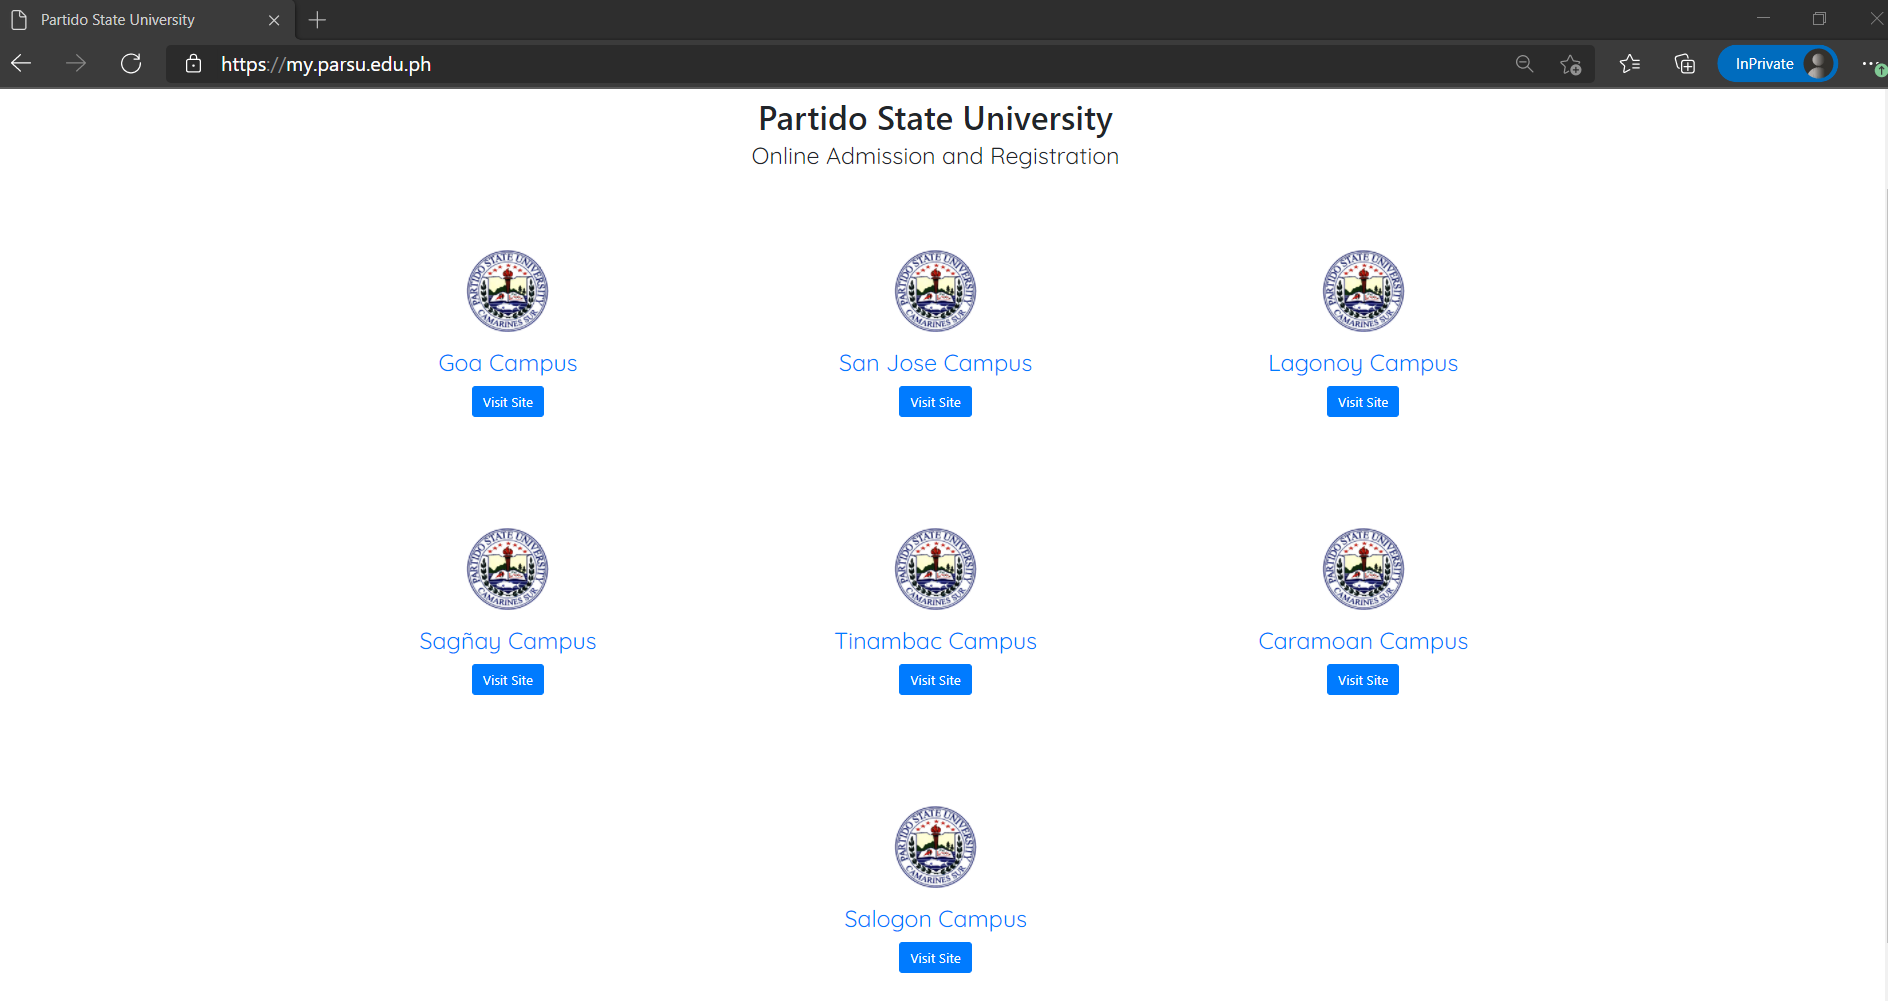 Partido State University
https://my.parsu.edu.ph
InPrivate
Partido State University
Online Admission and Registration
PARTIDO STATE UNIVERSITY CAMARINES SUR
PARTIDO STATE UNIVERSITY CAMARINES SUR
PARTIDO STATE UNIVERSITY CAMARINES SUR
Goa Campus
San Jose Campus
Lagonoy Campus
Visit Site
Visit Site
Visit Site
PARTIDO STATE UNIVERSITY CAMARINES SUR
PARTIDO STATE UNIVERSITY CAMARINES SUR
PARTIDO STATE UNIVERSITY CAMARINES SUR
Sagñay Campus
Tinambac Campus
Caramoan Campus
Visit Site
Visit Site
Visit Site
PARTIDO STATE UNIVERSITY CAMARINES SUR
Salogon Campus
Visit Site